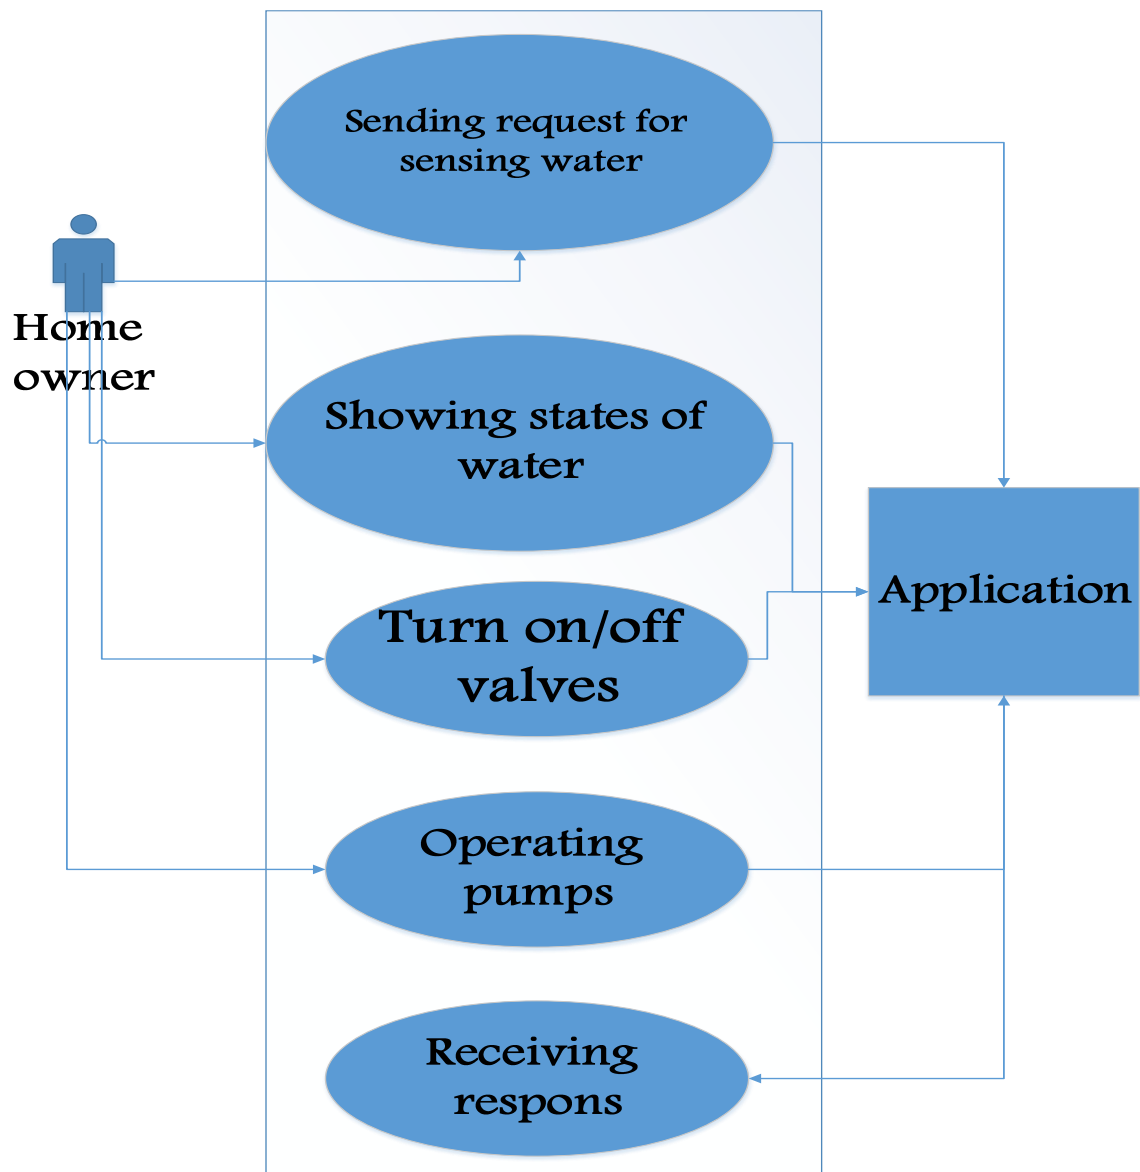 Sending request for
sensing water
Home
owner
Showing states of
water
Application
Turn on/off
valves
Operating
pumps
Receiving
respons